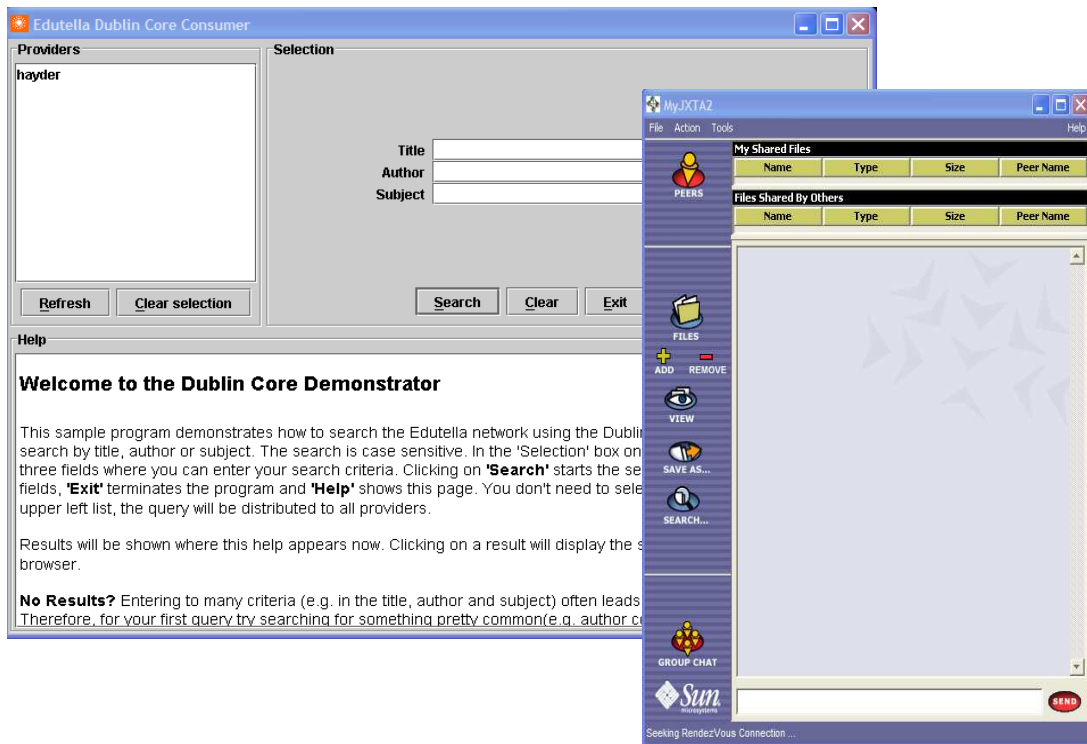 Edutella Dublin Core Consumer
Providers
hayder
Refresh
Clear selection
Selection
Title
Author
Subject
Search
Clear
Exit
Help
Welcome to the Dublin Core Demonstrator
This sample program demonstrates how to search the Edutella network using the
search by title, author or subject. The search is case sensitive. In the 'Selection' box on
three fields where you can enter your search criteria. Clicking on 'Search' starts the
fields, 'Exit' terminates the program and 'Help' shows this page. You don't need to
upper left list, the query will be distributed to all providers.
Results will be shown where this help appears now. Clicking on a result will display the
browser.
No Results? Entering to many criteria (e.g. in the title, author and subject) often leads
Therefore, for your first query try searching for something pretty common(e.g. author
MyJXTA2
File Action Tools Help
PEERS
FILES
ADD REMOVE
VIEW
SAVE AS...
SEARCH...
GROUP CHAT
Sun
microsystems
My Shared Files
Name Type Size Peer Name
Files Shared By Others
Name Type Size Peer Name
SEND
Seeking RendezVous Connection ...